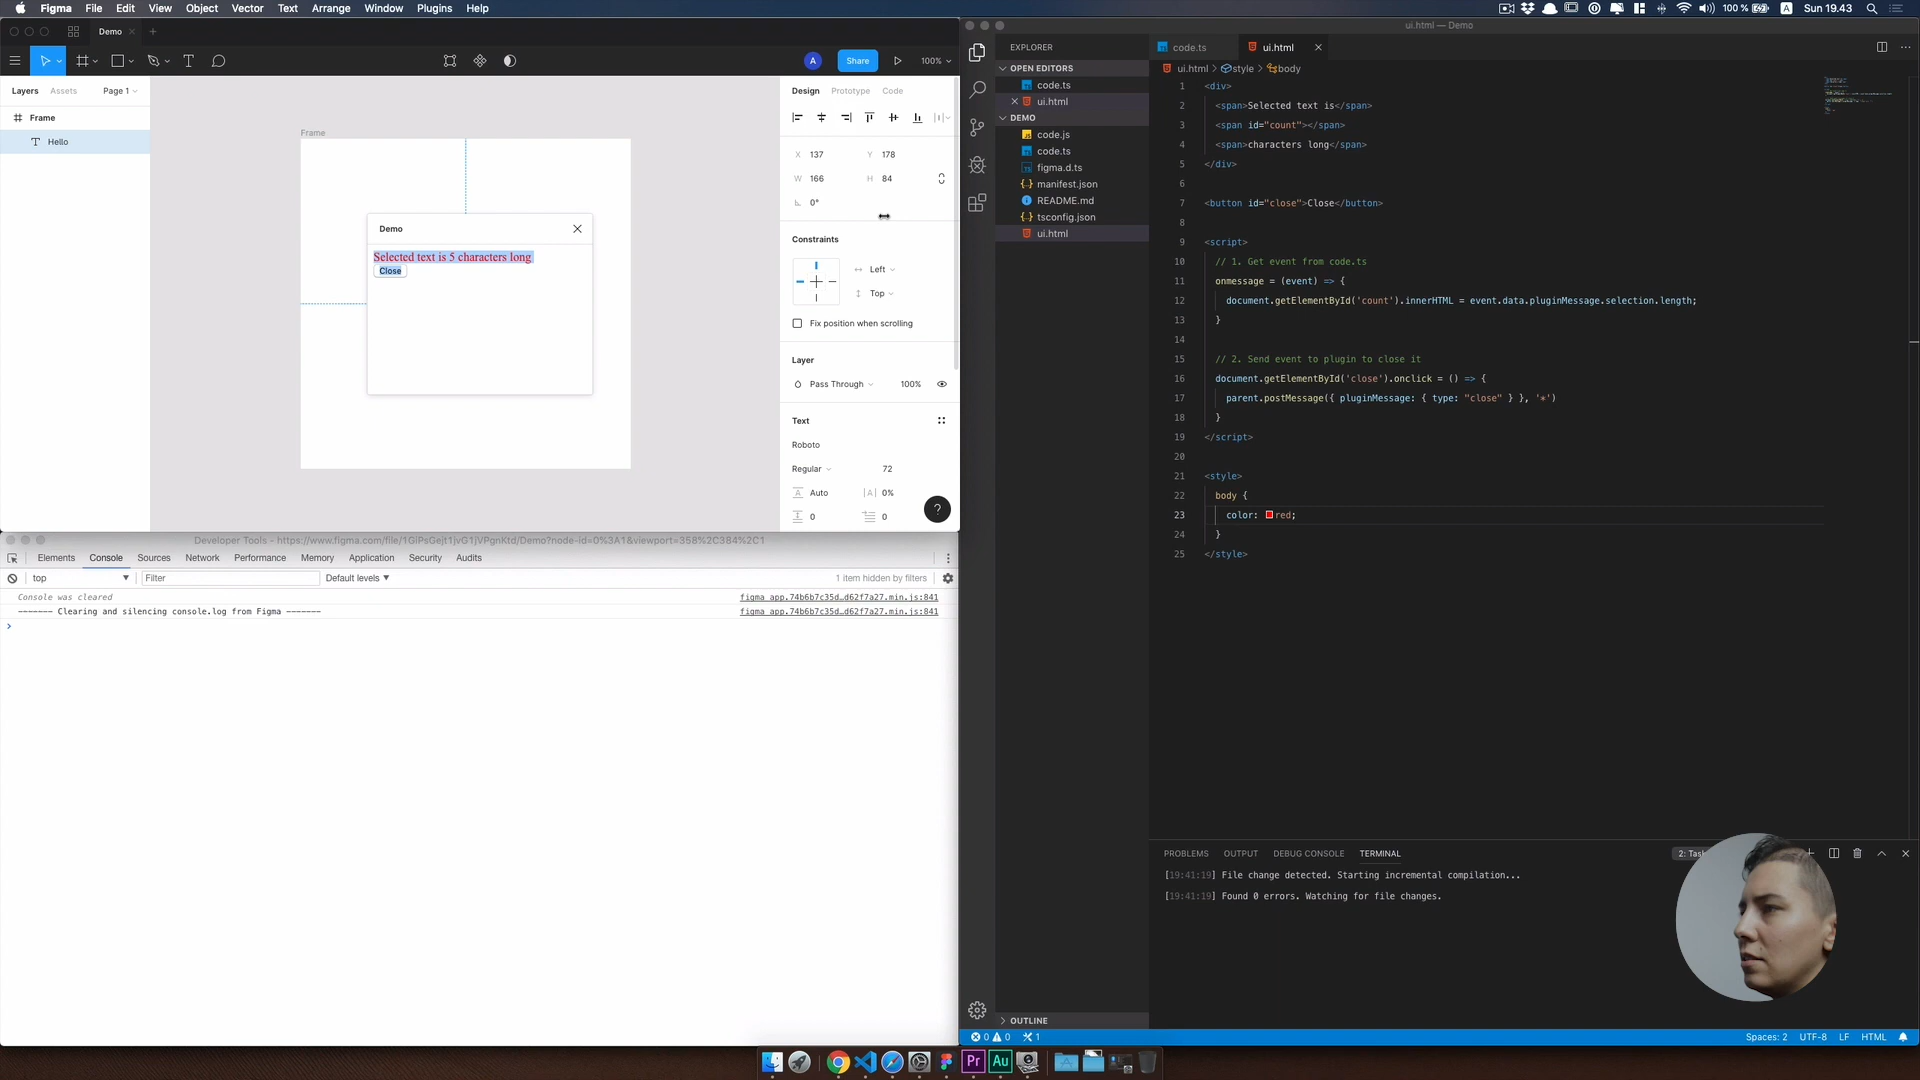 Figma File Edit View Object Vector Text Arrange Window Plugins Help
100 % A Sun 19.43
Demo
A Share 100%
Layers Assets Page 1
Frame
Hello
Frame
Demo
Selected text is 5 characters long
Close
Design Prototype Code
X 137 Y 178
W 166 H 84
0°
Constraints
Left
Top
Fix position when scrolling
Layer
Pass Through 100%
Text
Roboto
Regular 72
Auto |A| 0%
0 0
?
Developer Tools - https://www.figma.com/file/1GlPsGejt1jvG1jVPgnKtd/Demo?node-id=0%3A1&viewport=358%2C384%2C1
Elements Console Sources Network Performance Memory Application Security Audits
top Filter Default levels 1 item hidden by filters
Console was cleared figma_app.74b6b7c35d…d62f7a27.min.js:841
------- Clearing and silencing console.log from Figma ------- figma_app.74b6b7c35d…d62f7a27.min.js:841
>
ui.html — Demo
EXPLORER
OPEN EDITORS
code.ts
ui.html
DEMO
code.js
code.ts
figma.d.ts
manifest.json
README.md
tsconfig.json
ui.html
OUTLINE
code.ts ui.html
ui.html > style > body
1 <div>
2 <span>Selected text is</span>
3 <span id="count"></span>
4 <span>characters long</span>
5 </div>
6
7 <button id="close">Close</button>
8
9 <script>
10 // 1. Get event from code.ts
11 onmessage = (event) => {
12 document.getElementById('count').innerHTML = event.data.pluginMessage.selection.length;
13 }
14
15 // 2. Send event to plugin to close it
16 document.getElementById('close').onclick = () => {
17 parent.postMessage({ pluginMessage: { type: "close" } }, '*')
18 }
19 </script>
20
21 <style>
22 body {
23 color: red;
24 }
25 </style>
PROBLEMS OUTPUT DEBUG CONSOLE TERMINAL 2: Task
[19:41:19] File change detected. Starting incremental compilation...
[19:41:19] Found 0 errors. Watching for file changes.
0 0 1 Spaces: 2 UTF-8 LF HTML
Pr Au